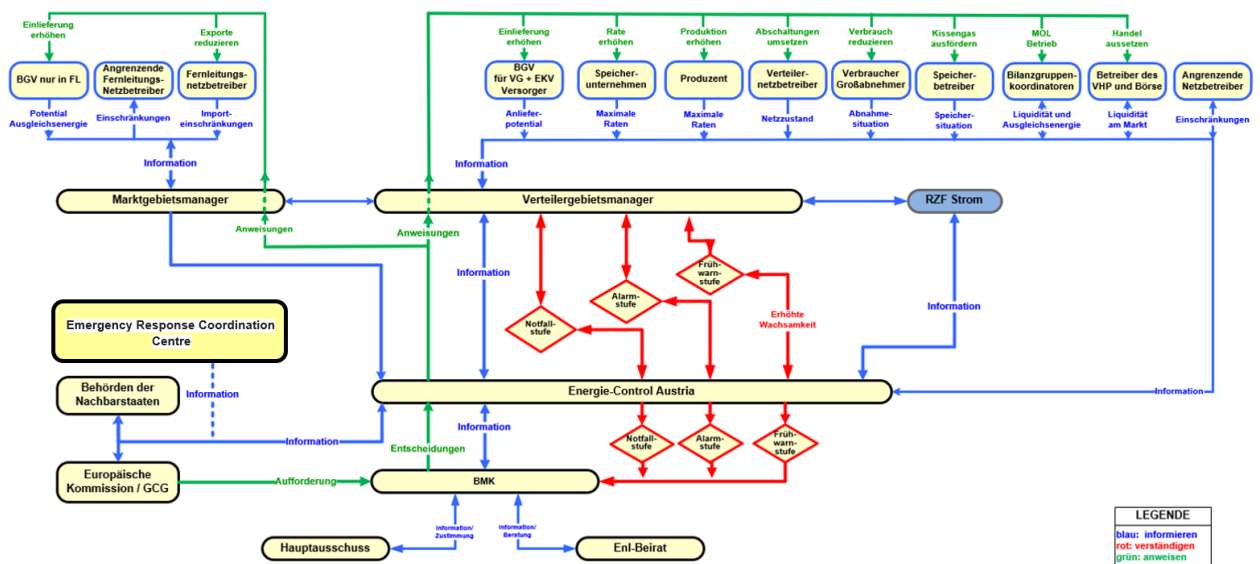 Einlieferung
erhöhen
Exporte
reduzieren
Einlieferung
erhöhen
Rate
erhöhen
Produktion
erhöhen
Abschaltungen
umsetzen
Verbrauch
reduzieren
Kissengas
ausfördern
MOL
Betrieb
Handel
aussetzen
BGV nur in FL
Angrenzende
Fernleitungs-
Netzbetreiber
Fernleitungs-
netzbetreiber
BGV
für VG + EKV
Versorger
Speicher-
unternehmen
Produzent
Verteiler-
netzbetreiber
Verbraucher
Großabnehmer
Speicher-
betreiber
Bilanzgruppen-
koordinatoren
Betreiber des
VHP und Börse
Angrenzende
Netzbetreiber
Potential
Ausgleichsenergie
Einschränkungen
Import-
einschränkungen
Anliefer-
potential
Maximale
Raten
Maximale
Raten
Netzzustand
Abnahme-
situation
Speicher-
situation
Liquidität und
Ausgleichsenergie
Liquidität
am Markt
Einschränkungen
Information
Information
Marktgebietsmanager
Verteilergebietsmanager
RZF Strom
Anweisungen
Anweisungen
Information
Früh-
warn-
stufe
Alarm-
stufe
Notfall-
stufe
Erhöhte
Wachsamkeit
Information
Emergency Response Coordination
Centre
Information
Behörden der
Nachbarstaaten
Energie-Control Austria
Information
Information
Information
Entscheidungen
Notfall-
stufe
Alarm-
stufe
Früh-
warn-
stufe
Europäische
Kommission / GCG
Aufforderung
BMK
Information/
Zustimmung
Information/
Beratung
Hauptausschuss
EnI-Beirat
LEGENDE
blau: informieren
rot: verständigen
grün: anweisen